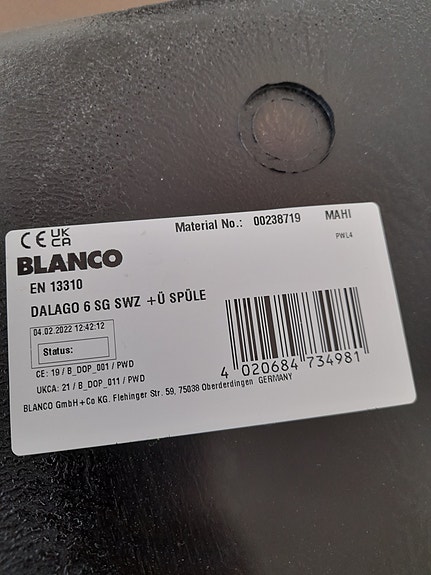 CE UK CA
Material No.: 00238719 MAHI
PWL4
BLANCO
EN 13310
DALAGO 6 SG SWZ +Ü SPÜLE
04.02.2022 12:42:12
Status:
CE: 19 / B_DOP_001 / PWD
UKCA: 21 / B_DOP_011 / PWD
BLANCO GmbH+Co KG. Flehinger Str. 59, 75038 Oberderdingen GERMANY
4 020684 734981